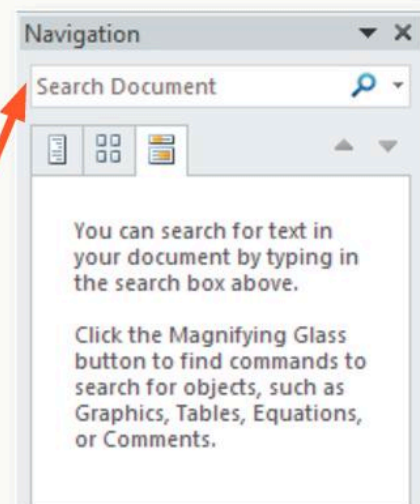 Navigation
Search Document
You can search for text in
your document by typing in
the search box above.
Click the Magnifying Glass
button to find commands to
search for objects, such as
Graphics, Tables, Equations,
or Comments.